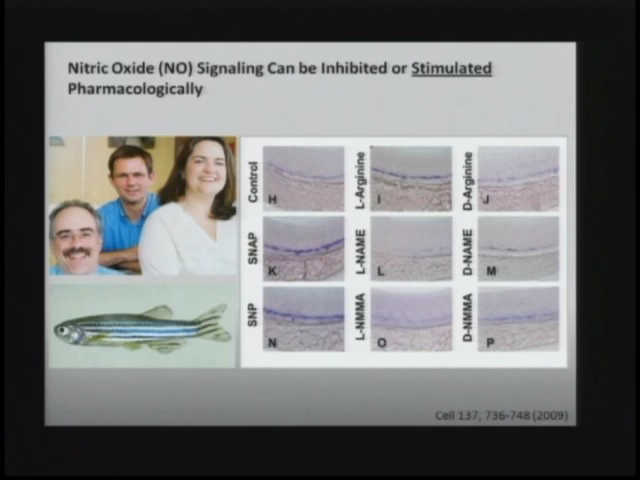 Nitric Oxide (NO) Signaling Can be Inhibited or Stimulated
Pharmacologically
Control
H
L-Arginine
I
D-Arginine
J
SNAP
K
L-NAME
L
D-NAME
M
SNP
N
L-NMMA
O
D-NMMA
P
Cell 137, 736-748 (2009)